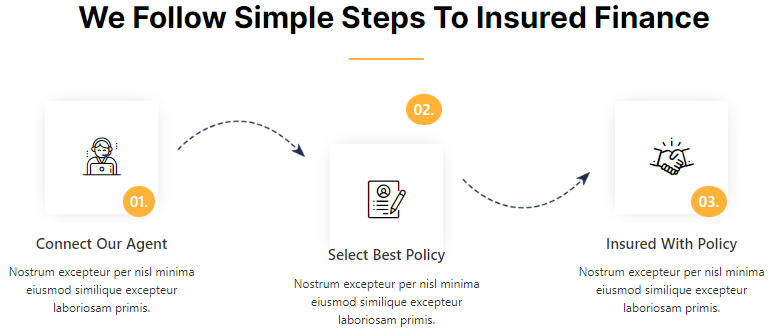 We Follow Simple Steps To Insured Finance
01.
Connect Our Agent
Nostrum excepteur per nisl minima
eiusmod similique excepteur
laboriosam primis.
02.
Select Best Policy
Nostrum excepteur per nisl minima
eiusmod similique excepteur
laboriosam primis.
03.
Insured With Policy
Nostrum excepteur per nisl minima
eiusmod similique excepteur
laboriosam primis.